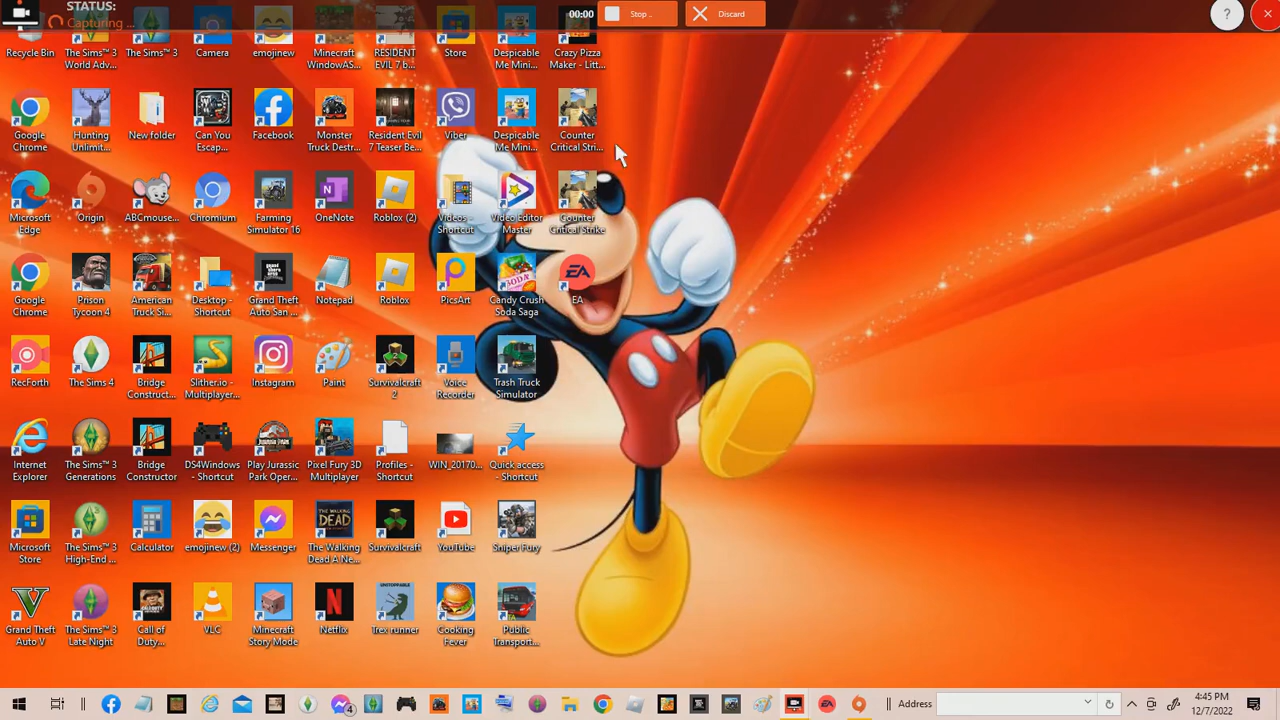 STATUS:
Capturing ...
00:00 Stop .. Discard ?
Recycle Bin
The Sims™ 3 World Adv...
The Sims™ 3
Camera
emojinew
Minecraft WindowAS...
RESIDENT EVIL 7 b...
Store
Despicable Me Mini...
Crazy Pizza Maker - Litt...
Google Chrome
Hunting Unlimit...
New folder
Can You Escap...
Facebook
Monster Truck Destr...
Resident Evil 7 Teaser Be...
Viber
Despicable Me Mini...
Counter Critical Stri...
Microsoft Edge
Origin
ABCmouse...
Chromium
Farming Simulator 16
OneNote
Roblox (2)
Videos - Shortcut
Video Editor Master
Counter Critical Strike
Google Chrome
Prison Tycoon 4
American Truck Si...
Desktop - Shortcut
Grand Theft Auto San ...
Notepad
Roblox
PicsArt
Candy Crush Soda Saga
EA
RecForth
The Sims 4
Bridge Construct...
Slither.io - Multiplayer...
Instagram
Paint
Survivalcraft 2
Voice Recorder
Trash Truck Simulator
Internet Explorer
The Sims™ 3 Generations
Bridge Constructor
DS4Windows - Shortcut
Play Jurassic Park Oper...
Pixel Fury 3D Multiplayer
Profiles - Shortcut
WIN_20170...
Quick access - Shortcut
Microsoft Store
The Sims™ 3 High-End ...
Calculator
emojinew (2)
Messenger
The Walking Dead A Ne...
Survivalcraft
YouTube
Sniper Fury
Grand Theft Auto V
The Sims™ 3 Late Night
Call of Duty...
VLC
Minecraft Story Mode
Netflix
Trex runner
Cooking Fever
Public Transport...
4
Address
4:45 PM
12/7/2022